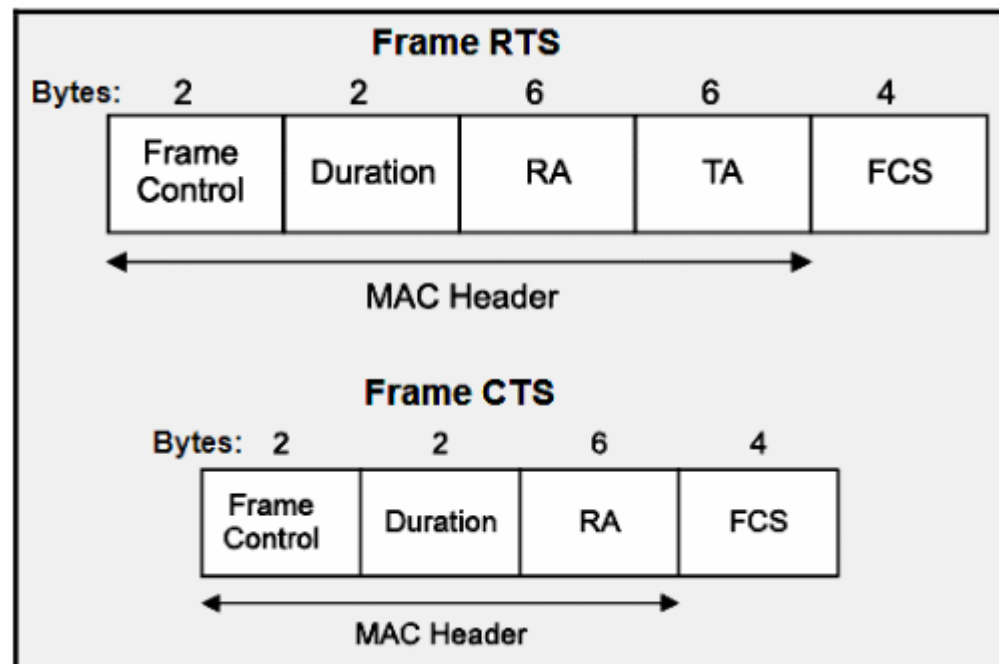 Frame RTS
Bytes: 2 2 6 6 4
Frame Control Duration RA TA FCS
MAC Header
Frame CTS
Bytes: 2 2 6 4
Frame Control Duration RA FCS
MAC Header